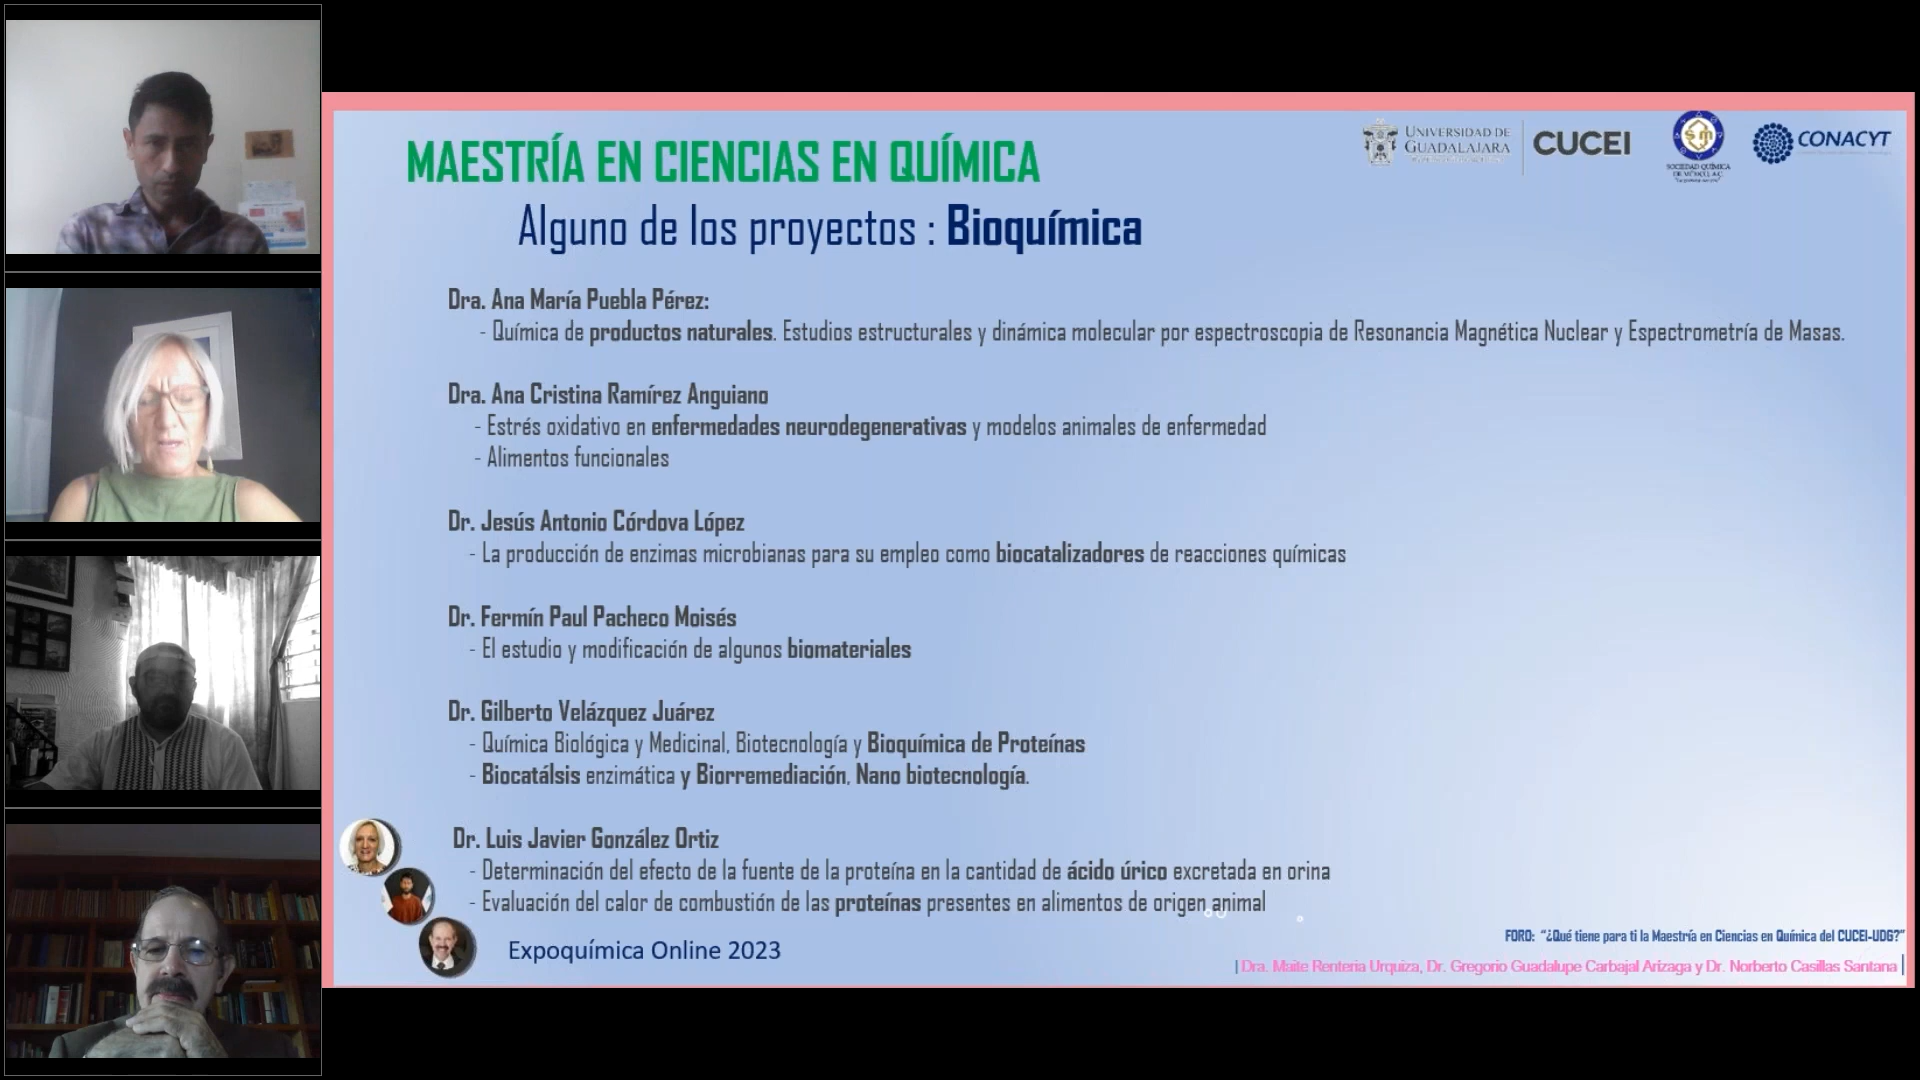 MAESTRÍA EN CIENCIAS EN QUÍMICA
UNIVERSIDAD DE
GUADALAJARA
CUCEI
SOCIEDAD QUÍMICA
DE MÉXICO, A.C.
CONACYT
Alguno de los proyectos : Bioquímica
Dra. Ana María Puebla Pérez:
- Química de productos naturales. Estudios estructurales y dinámica molecular por espectroscopia de Resonancia Magnética Nuclear y Espectrometría de Masas.
Dra. Ana Cristina Ramírez Anguiano
- Estrés oxidativo en enfermedades neurodegenerativas y modelos animales de enfermedad
- Alimentos funcionales
Dr. Jesús Antonio Córdova López
- La producción de enzimas microbianas para su empleo como biocatalizadores de reacciones químicas
Dr. Fermín Paul Pacheco Moisés
- El estudio y modificación de algunos biomateriales
Dr. Gilberto Velázquez Juárez
- Química Biológica y Medicinal, Biotecnología y Bioquímica de Proteínas
- Biocatálsis enzimática y Biorremediación, Nano biotecnología.
Dr. Luis Javier González Ortiz
- Determinación del efecto de la fuente de la proteína en la cantidad de ácido úrico excretada en orina
- Evaluación del calor de combustión de las proteínas presentes en alimentos de origen animal
Expoquímica Online 2023
FORO: “¿Qué tiene para ti la Maestría en Ciencias en Química del CUCEI-UDG?”
| Dra. Maite Renteria Urquiza, Dr. Gregorio Guadalupe Carbajal Arizaga y Dr. Norberto Casillas Santana |